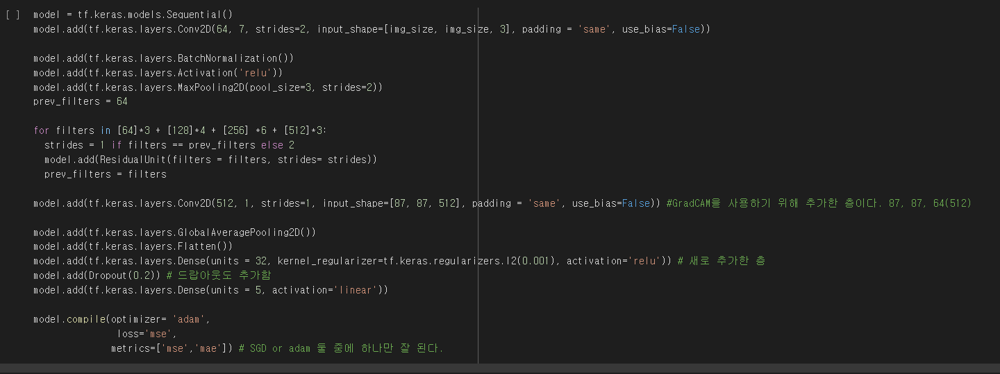 [ ] model = tf.keras.models.Sequential()
model.add(tf.keras.layers.Conv2D(64, 7, strides=2, input_shape=[img_size, img_size, 3], padding = 'same', use_bias=False))
model.add(tf.keras.layers.BatchNormalization())
model.add(tf.keras.layers.Activation('relu'))
model.add(tf.keras.layers.MaxPooling2D(pool_size=3, strides=2))
prev_filters = 64
for filters in [64]*3 + [128]*4 + [256] *6 + [512]*3:
  strides = 1 if filters == prev_filters else 2
  model.add(ResidualUnit(filters = filters, strides= strides))
  prev_filters = filters
model.add(tf.keras.layers.Conv2D(512, 1, strides=1, input_shape=[87, 87, 512], padding = 'same', use_bias=False)) #GradCAM을 사용하기 위해 추가한 층이다. 87, 87, 64(512)
model.add(tf.keras.layers.GlobalAveragePooling2D())
model.add(tf.keras.layers.Flatten())
model.add(tf.keras.layers.Dense(units = 32, kernel_regularizer=tf.keras.regularizers.l2(0.001), activation='relu')) # 새로 추가한 층
model.add(Dropout(0.2)) # 드랍아웃도 추가함
model.add(tf.keras.layers.Dense(units = 5, activation='linear'))
model.compile(optimizer= 'adam',
               loss='mse',
              metrics=['mse','mae']) # SGD or adam 둘 중에 하나만 잘 된다.